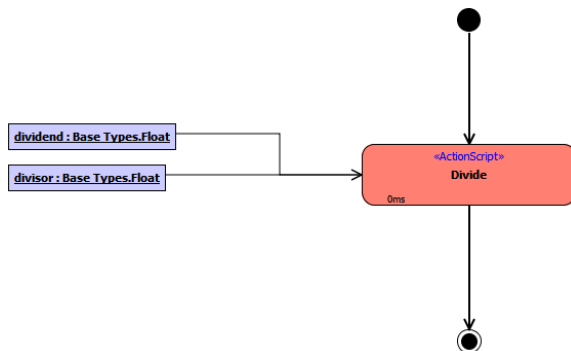 dividend : Base Types.Float
divisor : Base Types.Float
«ActionScript»
Divide
0ms